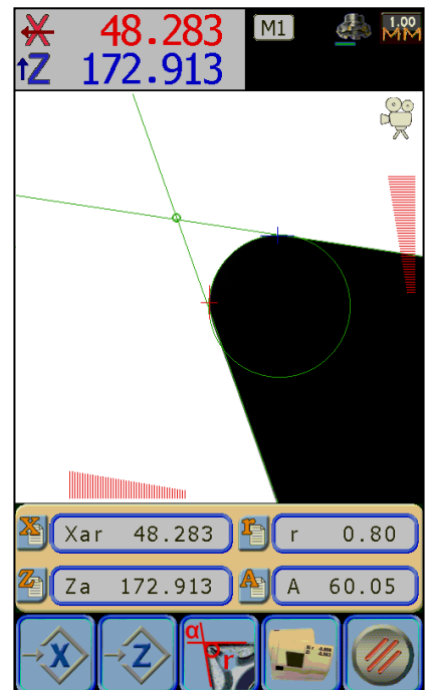 X 48.283 M1 1.00 MM
↑Z 172.913
X Xar 48.283 r r 0.80
Z Za 172.913 A A 60.05
→X →Z α r